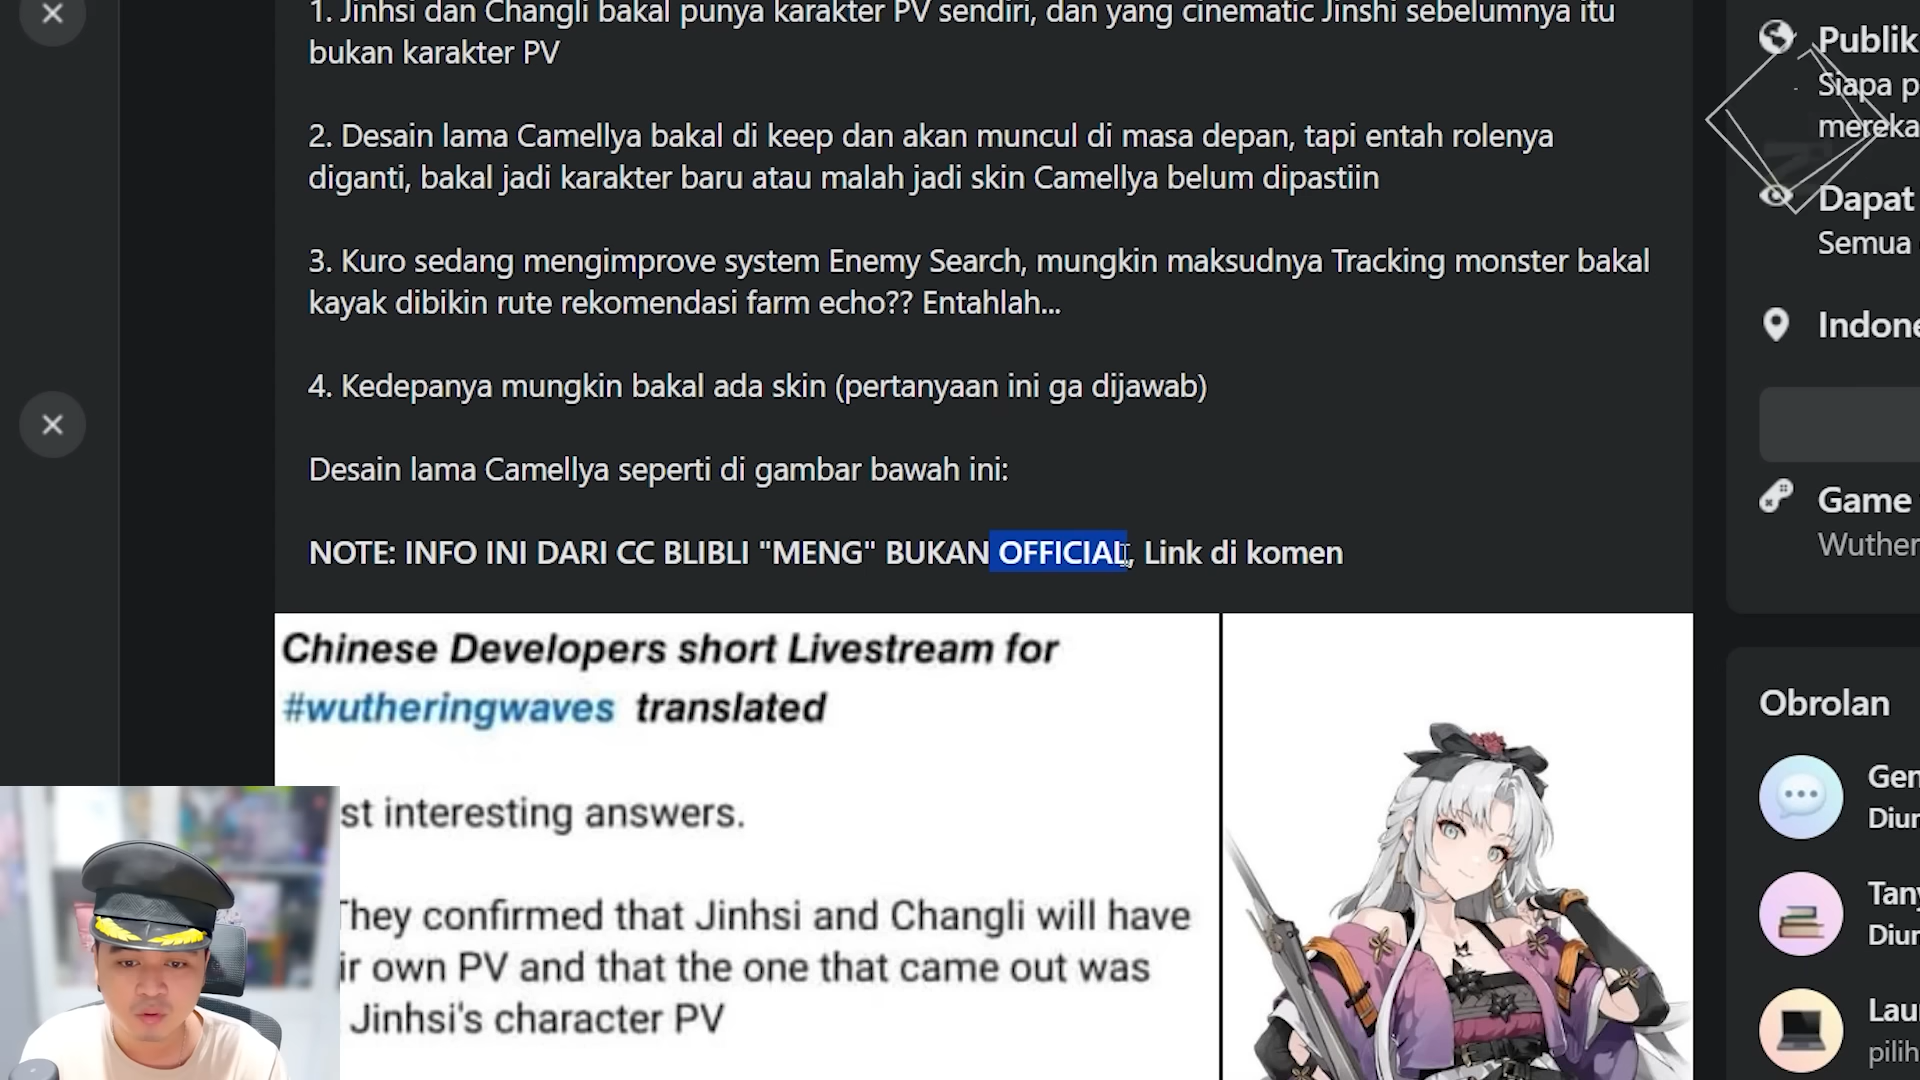 1. Jinhsi dan Changli bakal punya karakter PV sendiri, dan yang cinematic Jinshi sebelumnya itu
bukan karakter PV
2. Desain lama Camellya bakal di keep dan akan muncul di masa depan, tapi entah rolenya
diganti, bakal jadi karakter baru atau malah jadi skin Camellya belum dipastiin
3. Kuro sedang mengimprove system Enemy Search, mungkin maksudnya Tracking monster bakal
kayak dibikin rute rekomendasi farm echo?? Entahlah...
4. Kedepanya mungkin bakal ada skin (pertanyaan ini ga dijawab)
Desain lama Camellya seperti di gambar bawah ini:
NOTE: INFO INI DARI CC BLIBLI "MENG" BUKAN OFFICIAL, Link di komen
Chinese Developers short Livestream for
#wutheringwaves translated
st interesting answers.
They confirmed that Jinhsi and Changli will have
ir own PV and that the one that came out was
Jinhsi's character PV
Publik
Siapa p
mereka
Dapat
Semua
Indone
Game
Wuther
Obrolan
Gen
Diur
Tany
Diur
Lau
pilih